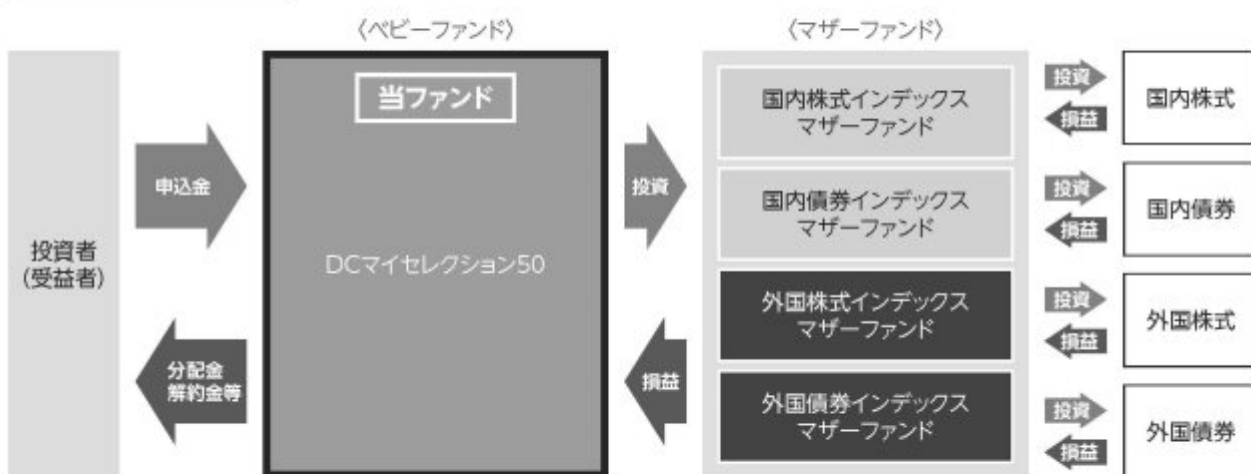 〈ベビーファンド〉
〈マザーファンド〉
投資者
(受益者)
申込金
分配金
解約金等
当ファンド
DCマイセレクション50
投資
損益
国内株式インデックス
マザーファンド
国内債券インデックス
マザーファンド
外国株式インデックス
マザーファンド
外国債券インデックス
マザーファンド
投資
損益
国内株式
投資
損益
国内債券
投資
損益
外国株式
投資
損益
外国債券